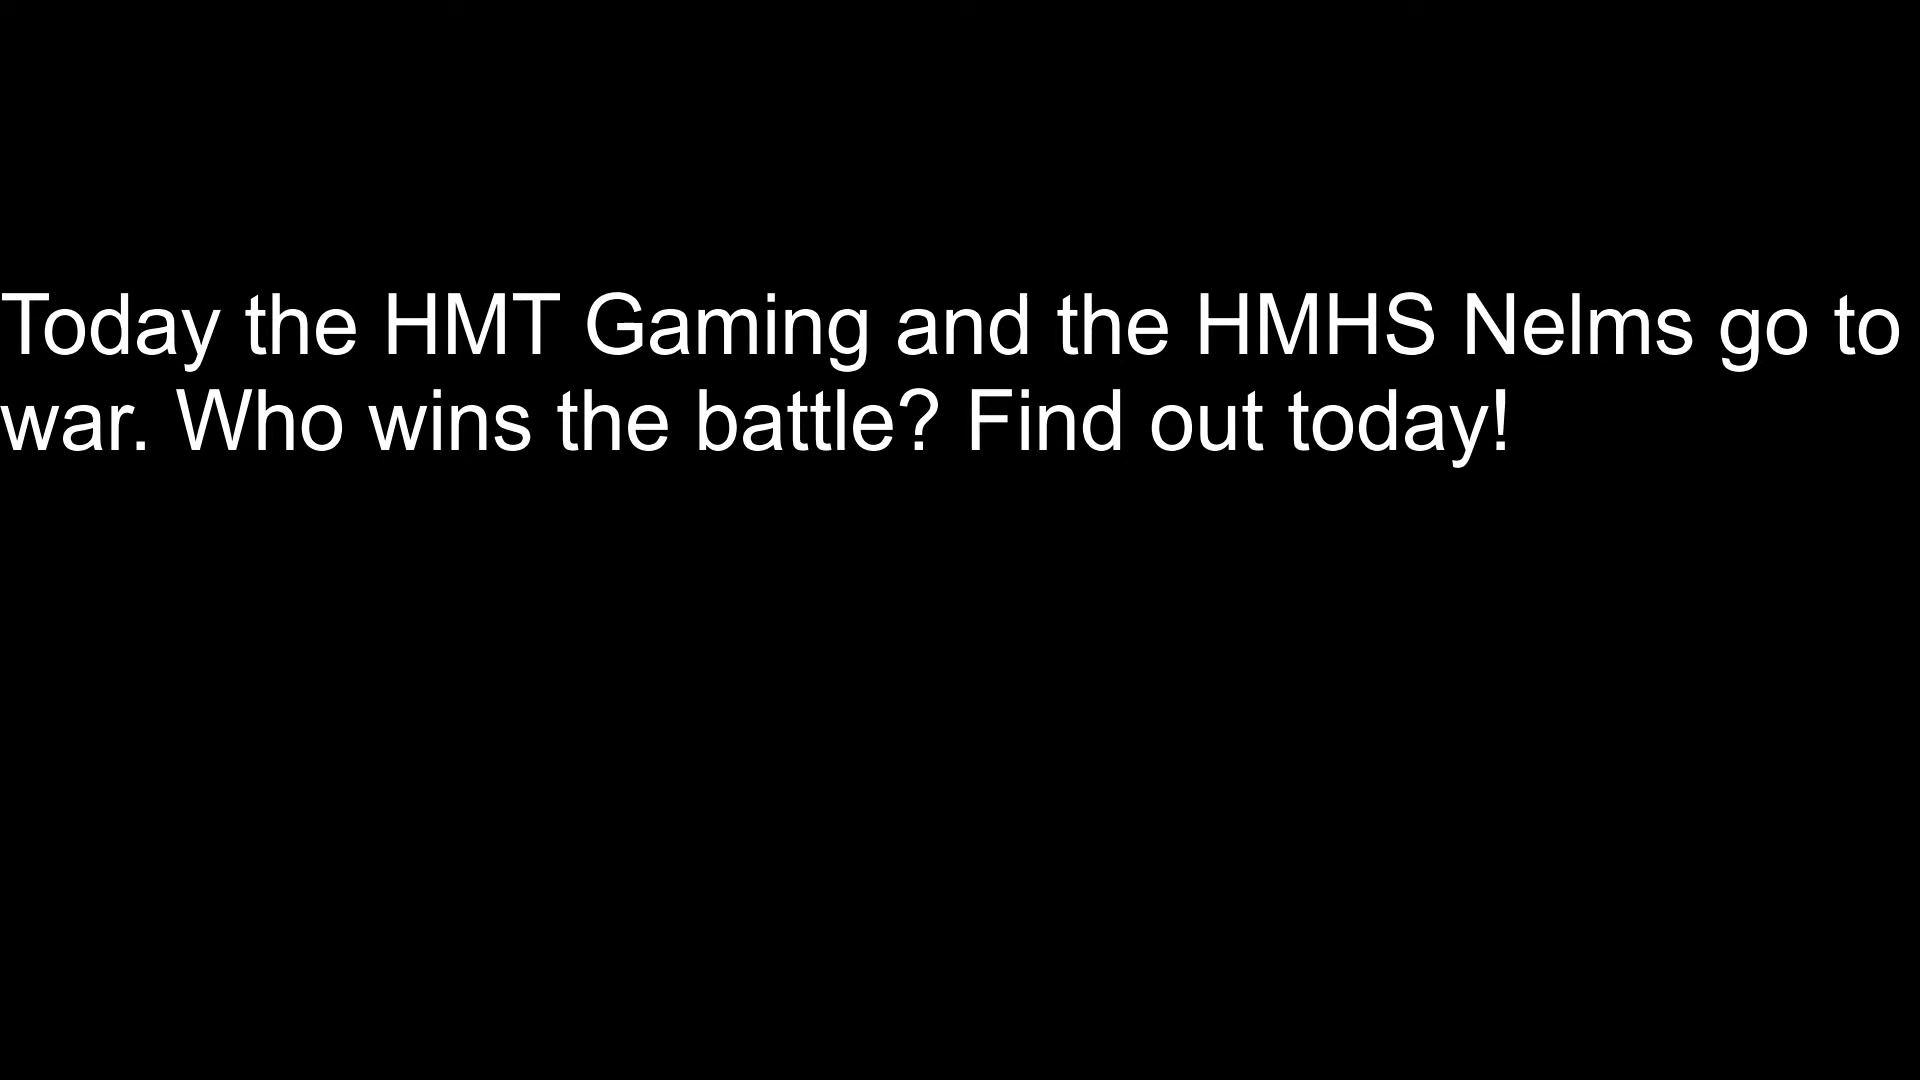 Today the HMT Gaming and the HMHS Nelms go to
war. Who wins the battle? Find out today!